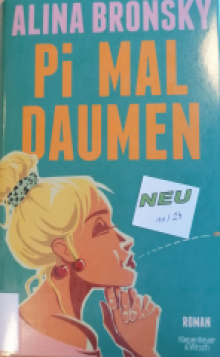 ALINA BRONSKY
Pi MAL
DAUMEN
NEU
ROMAN
Kiepenheuer
& Witsch